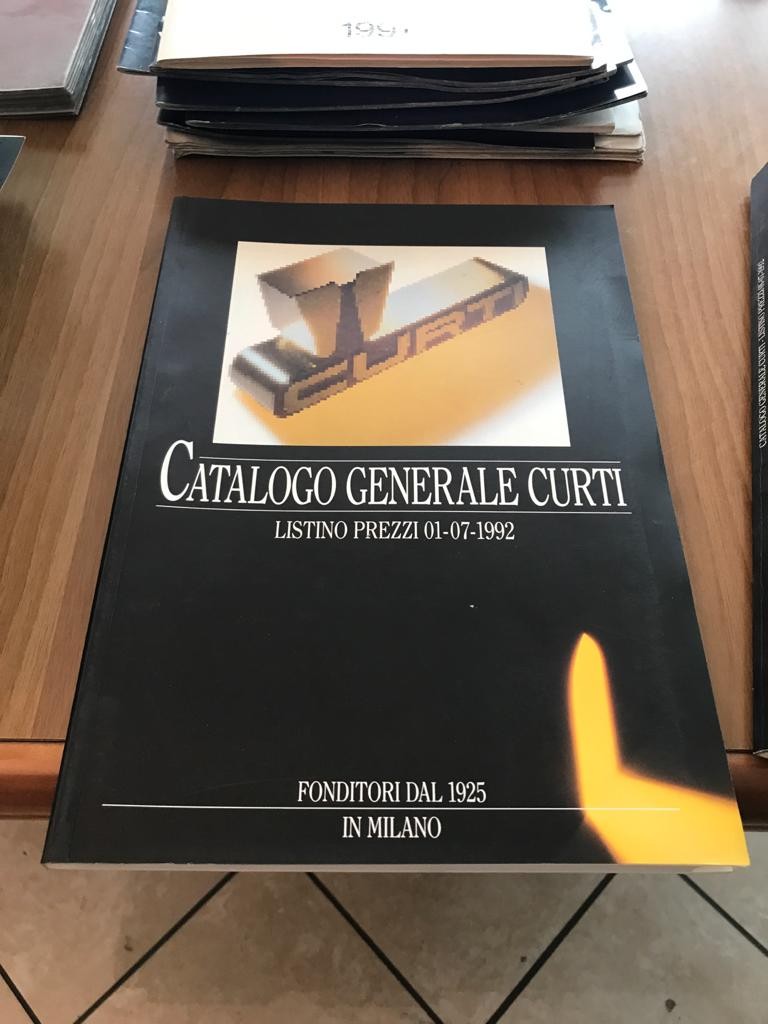 CURTI
CATALOGO GENERALE CURTI
LISTINO PREZZI 01-07-1992
FONDITORI DAL 1925
IN MILANO